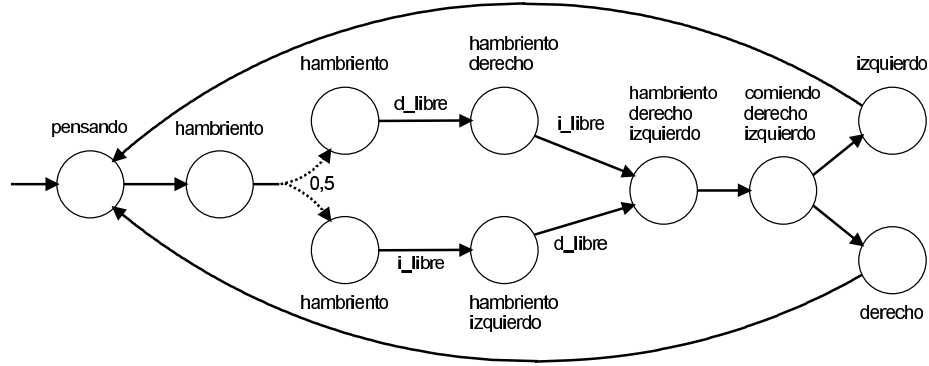 pensando
hambriento
hambriento
d_libre
hambriento
derecho
i_libre
0,5
hambriento
i_libre
hambriento
izquierdo
d_libre
hambriento
derecho
izquierdo
comiendo
derecho
izquierdo
izquierdo
derecho